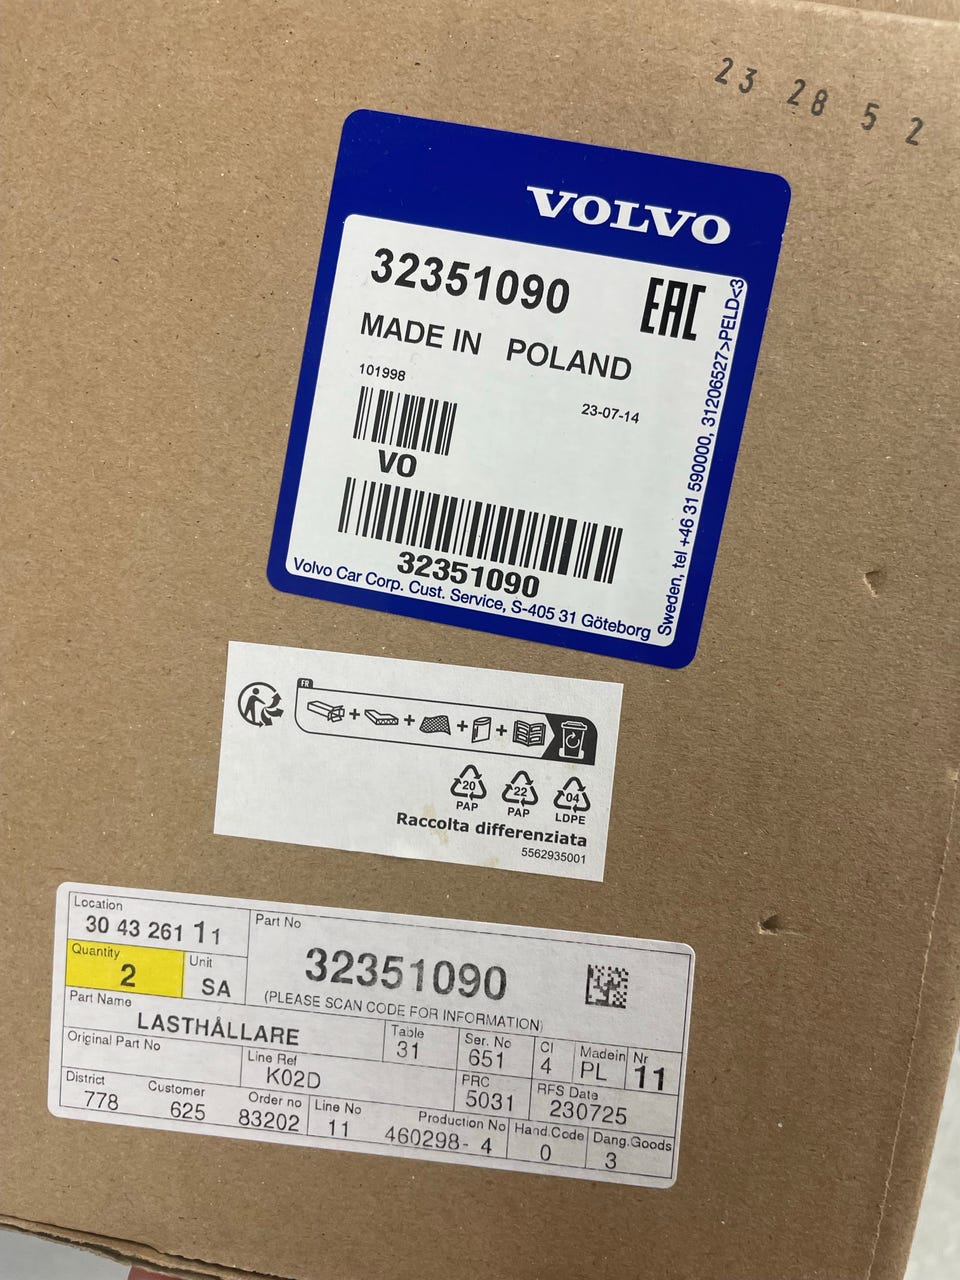 23 28 5 2
VOLVO
32351090
EAC
MADE IN POLAND
101998
23-07-14
VO
32351090
Volvo Car Corp. Cust. Service, S-405 31 Göteborg
Sweden, tel +46 31 590000, 31206527>PELD<3
FR
20 22 04
PAP PAP LDPE
Raccolta differenziata
5562935001
Location
30 43 261 1 1
Part No
32351090
(PLEASE SCAN CODE FOR INFORMATION)
Quantity
2
Unit
SA
Part Name
LASTHÅLLARE
Table
31
Ser. No
651
CI
4
Madein
PL
Nr
11
Original Part No
Line Ref
K02D
PRC
5031
RFS Date
230725
District
778
Customer
625
Order no
83202
Line No
11
Production No
460298- 4
Hand.Code
0
Dang.Goods
3